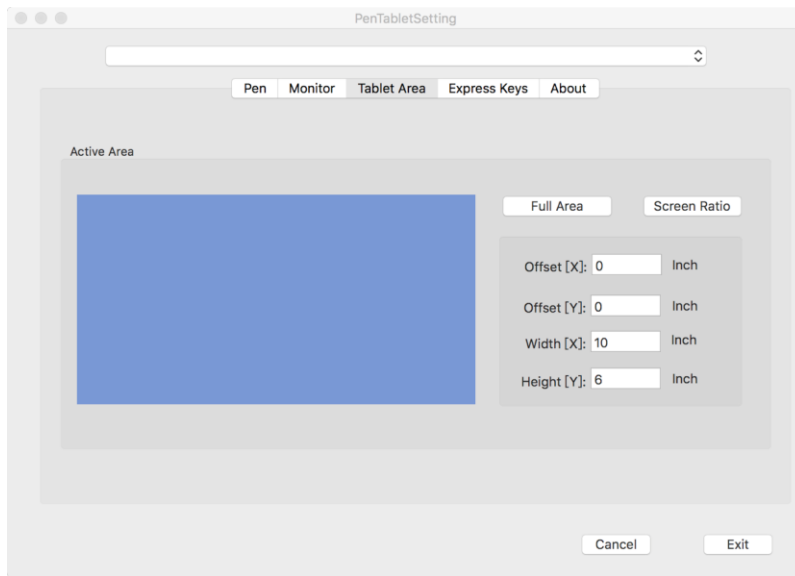 PenTabletSetting
Pen Monitor Tablet Area Express Keys About
Active Area
Full Area Screen Ratio
Offset [X]: 0 Inch
Offset [Y]: 0 Inch
Width [X]: 10 Inch
Height [Y]: 6 Inch
Cancel Exit